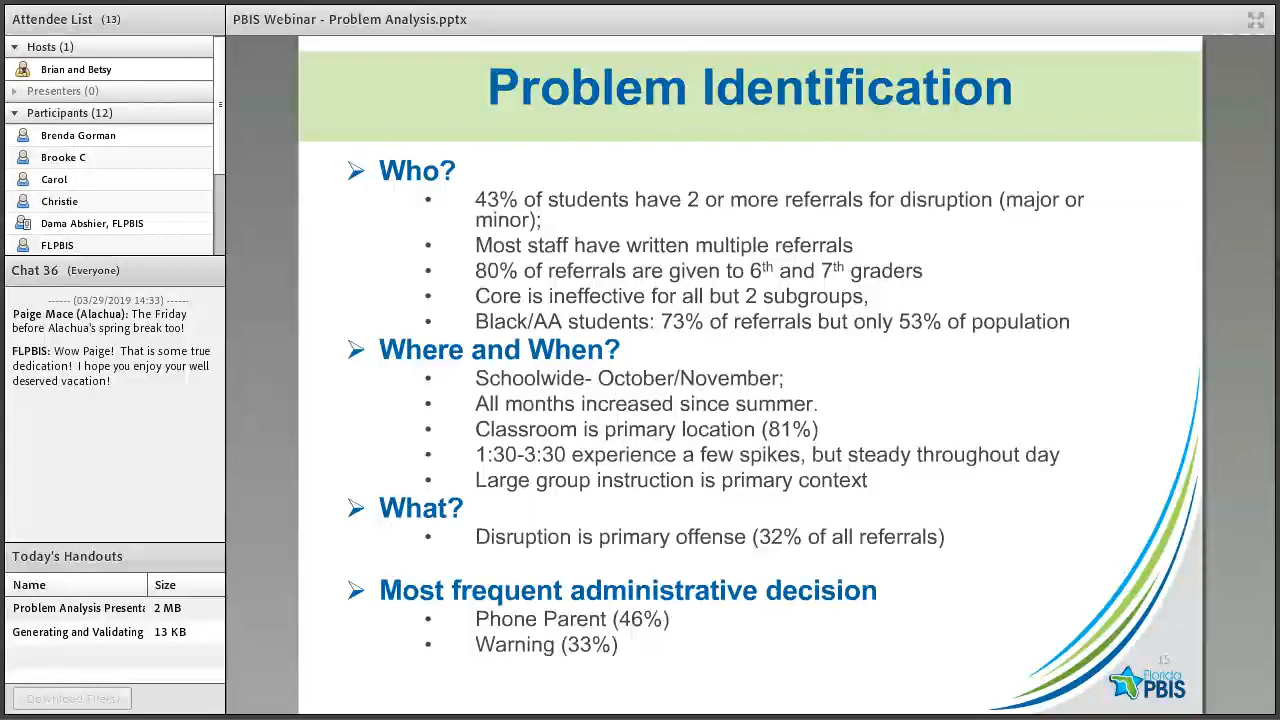 Attendee List (13)
Hosts (1)
Brian and Betsy
Presenters (0)
Participants (12)
Brenda Gorman
Brooke C
Carol
Christie
Dama Abshier, FLPBIS
FLPBIS
Chat 36 (Everyone)
------ (03/29/2019 14:33) ------
Paige Mace (Alachua): The Friday
before Alachua's spring break too!
FLPBIS: Wow Paige! That is some true
dedication! I hope you enjoy your well
deserved vacation!
Today's Handouts
Name Size
Problem Analysis Presenta 2 MB
Generating and Validating 13 KB
Download File(s)
PBIS Webinar - Problem Analysis.pptx
Problem Identification
Who?
43% of students have 2 or more referrals for disruption (major or
minor);
Most staff have written multiple referrals
80% of referrals are given to 6th and 7th graders
Core is ineffective for all but 2 subgroups,
Black/AA students: 73% of referrals but only 53% of population
Where and When?
Schoolwide- October/November;
All months increased since summer.
Classroom is primary location (81%)
1:30-3:30 experience a few spikes, but steady throughout day
Large group instruction is primary context
What?
Disruption is primary offense (32% of all referrals)
Most frequent administrative decision
Phone Parent (46%)
Warning (33%)
15
Florida
PBIS